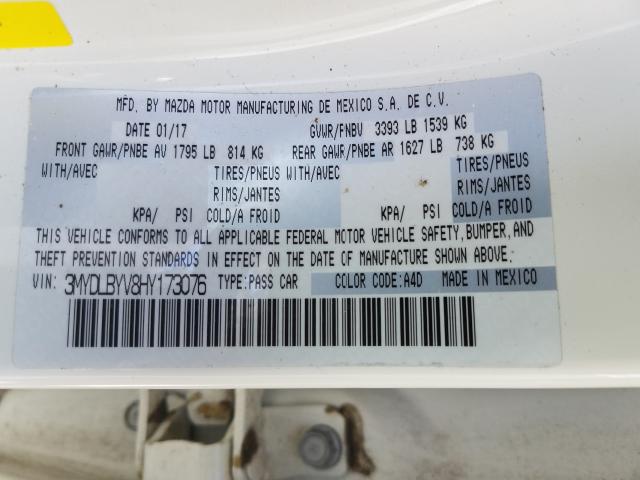 MFD. BY MAZDA MOTOR MANUFACTURING DE MEXICO S.A. DE C.V.
DATE 01/17 GVWR/PNBV 3393 LB 1539 KG
FRONT GAWR/PNBE AV 1795 LB 814 KG REAR GAWR/PNBE AR 1627 LB 738 KG
WITH/AVEC TIRES/PNEUS WITH/AVEC TIRES/PNEUS
RIMS/JANTES RIMS/JANTES
KPA/ PSI COLD/A FROID KPA/ PSI COLD/A FROID
THIS VEHICLE CONFORMS TO ALL APPLICABLE FEDERAL MOTOR VEHICLE SAFETY, BUMPER, AND
THEFT PREVENTION STANDARDS IN EFFECT ON THE DATE OF MANUFACTURE SHOWN ABOVE.
VIN: 3MYDLBYV8HY173076 TYPE:PASS CAR COLOR CODE: A4D MADE IN MEXICO